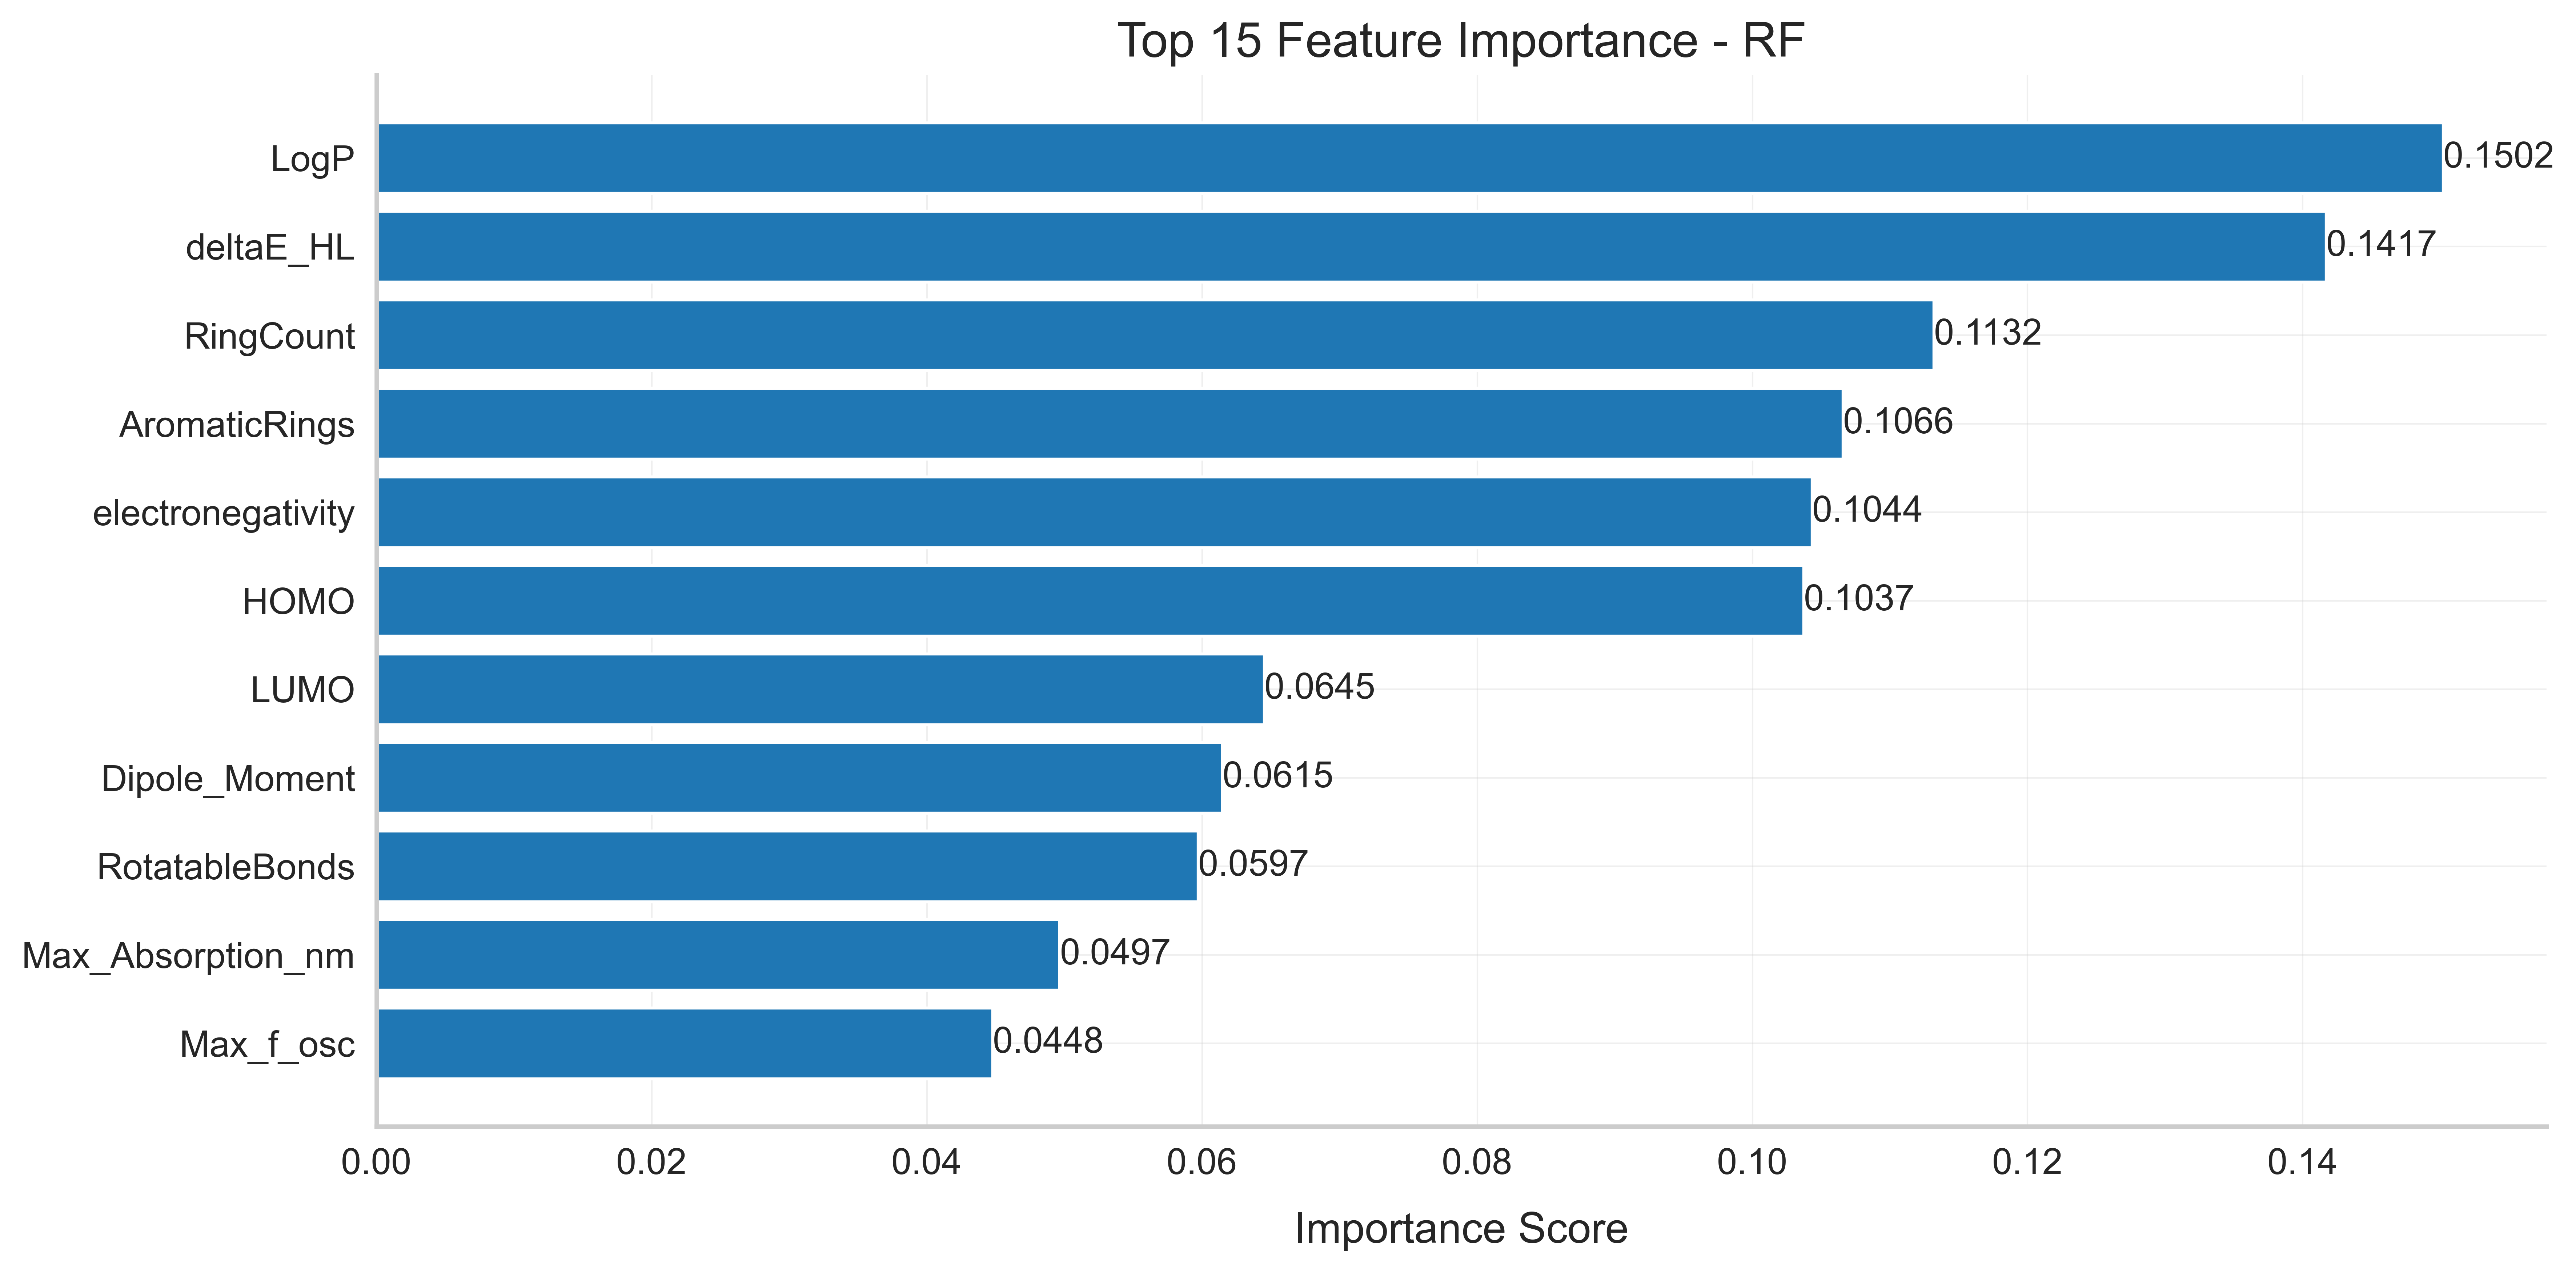 Top 15 Feature Importance - RF
LogP
0.1502
deltaE_HL
0.1417
RingCount
0.1132
AromaticRings
0.1066
electronegativity
0.1044
HOMO
0.1037
LUMO
0.0645
Dipole_Moment
0.0615
RotatableBonds
0.0597
Max_Absorption_nm
0.0497
Max_f_osc
0.0448
0.00 0.02 0.04 0.06 0.08 0.10 0.12 0.14
Importance Score